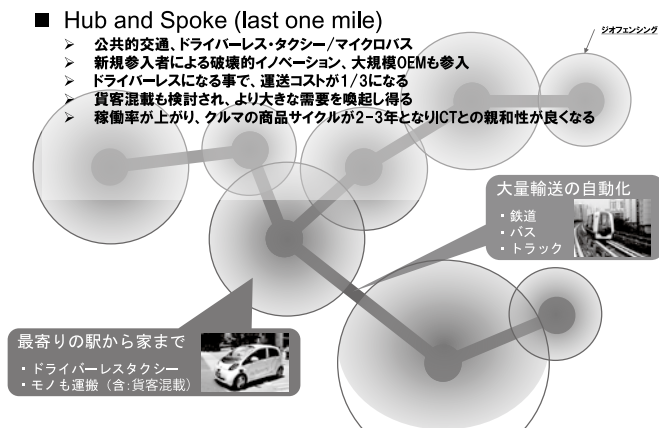 ■ Hub and Spoke (last one mile)
ジオフェンシング
➢ 公共的交通、ドライバーレス・タクシー/マイクロバス
➢ 新規参入者による破壊的イノベーション、大規模OEMも参入
➢ ドライバーレスになる事で、運送コストが1/3になる
➢ 貨客混載も検討され、より大きな需要を喚起し得る
➢ 稼働率が上がり、クルマの商品サイクルが2-3年となりICTとの親和性が良くなる
大量輸送の自動化
・鉄道
・バス
・トラック
最寄りの駅から家まで
・ドライバーレスタクシー
・モノも運搬（含:貨客混載）